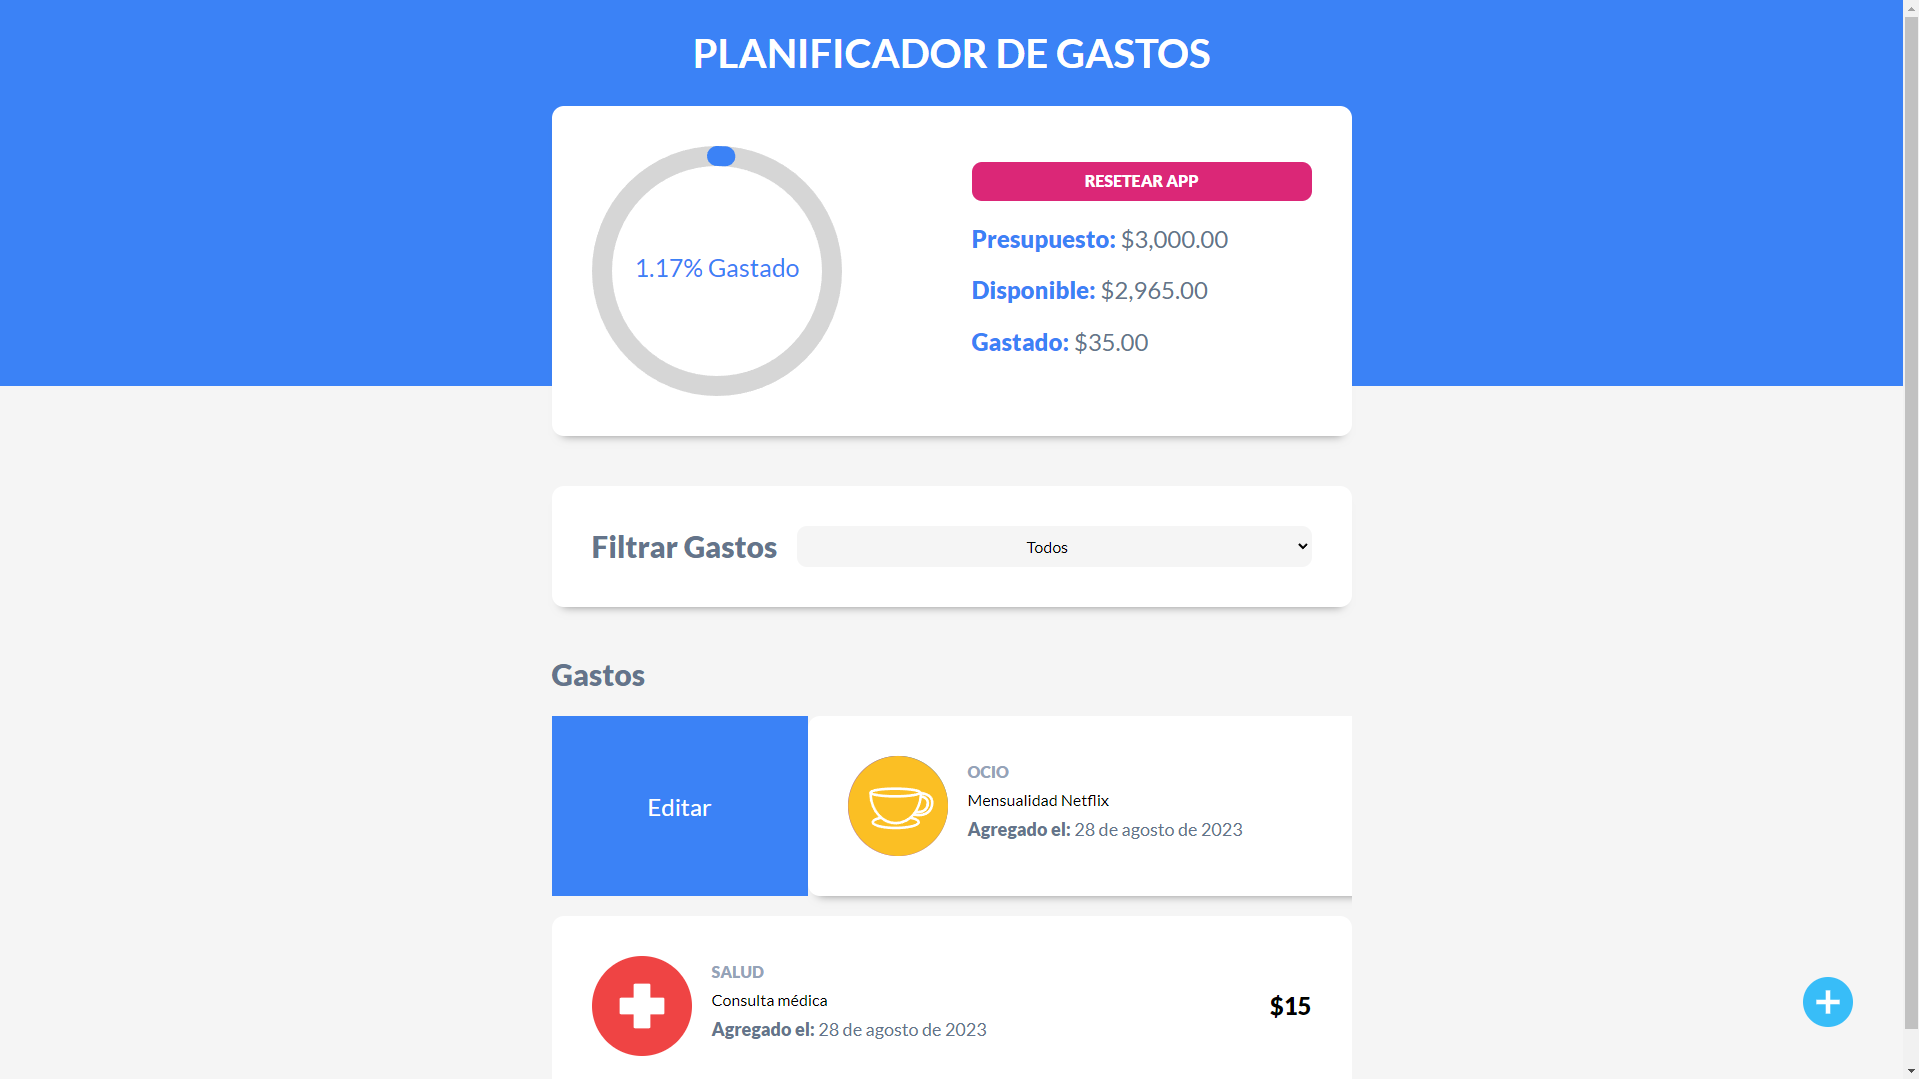 PLANIFICADOR DE GASTOS
1.17% Gastado
RESETEAR APP
Presupuesto: $3,000.00
Disponible: $2,965.00
Gastado: $35.00
Filtrar Gastos
Todos
Gastos
Editar
OCIO
Mensualidad Netflix
Agregado el: 28 de agosto de 2023
SALUD
Consulta médica
Agregado el: 28 de agosto de 2023
$15